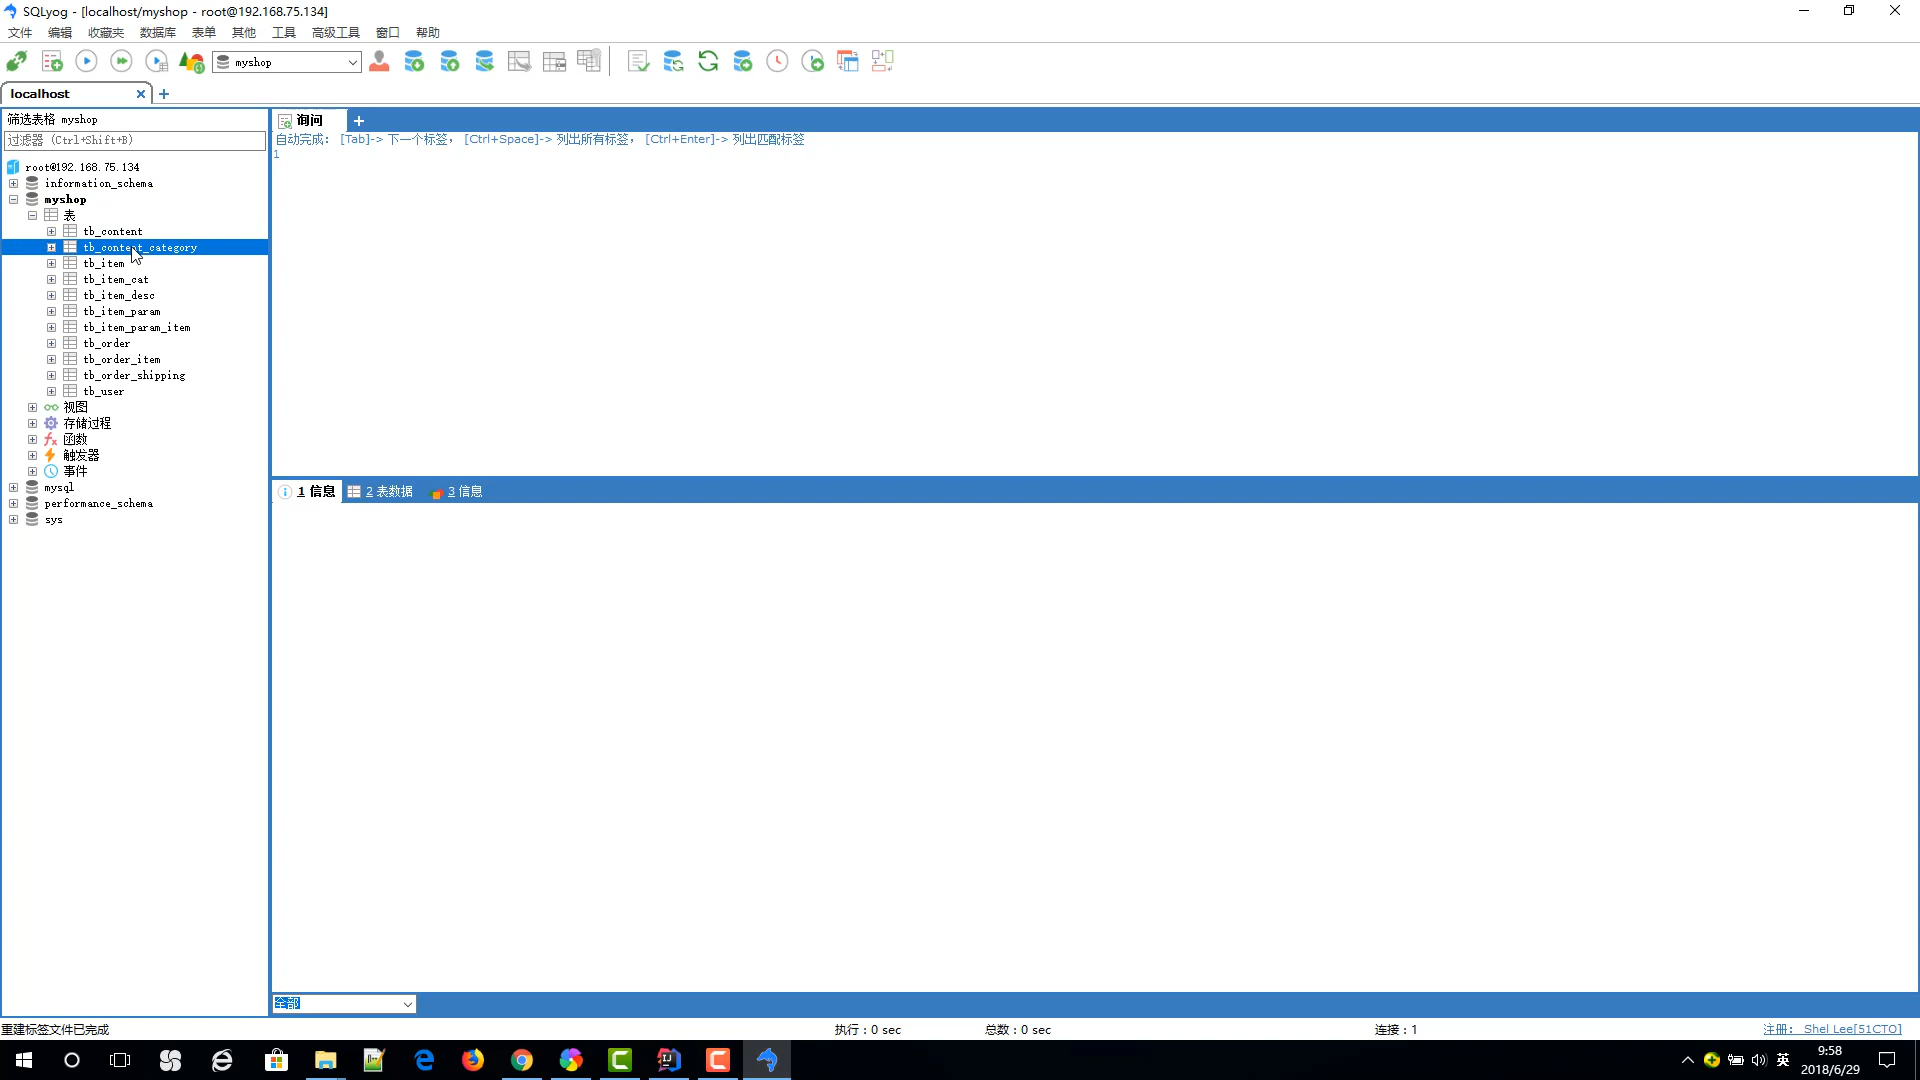 SQLyog - [localhost/myshop - root@192.168.75.134]
文件 编辑 收藏夹 数据库 表单 其他 工具 高级工具 窗口 帮助
myshop
localhost
筛选表格 myshop
过滤器 (Ctrl+Shift+B)
root@192.168.75.134
information_schema
myshop
表
tb_content
tb_content_category
tb_item
tb_item_cat
tb_item_desc
tb_item_param
tb_item_param_item
tb_order
tb_order_item
tb_order_shipping
tb_user
视图
存储过程
函数
触发器
事件
mysql
performance_schema
sys
询问
自动完成: [Tab]-> 下一个标签， [Ctrl+Space]-> 列出所有标签， [Ctrl+Enter]-> 列出匹配标签
1
1 信息 2 表数据 3 信息
全部
重建标签文件已完成 执行：0 sec 总数：0 sec 连接：1 注册： Shel Lee[51CTO]
英
9:58
2018/6/29